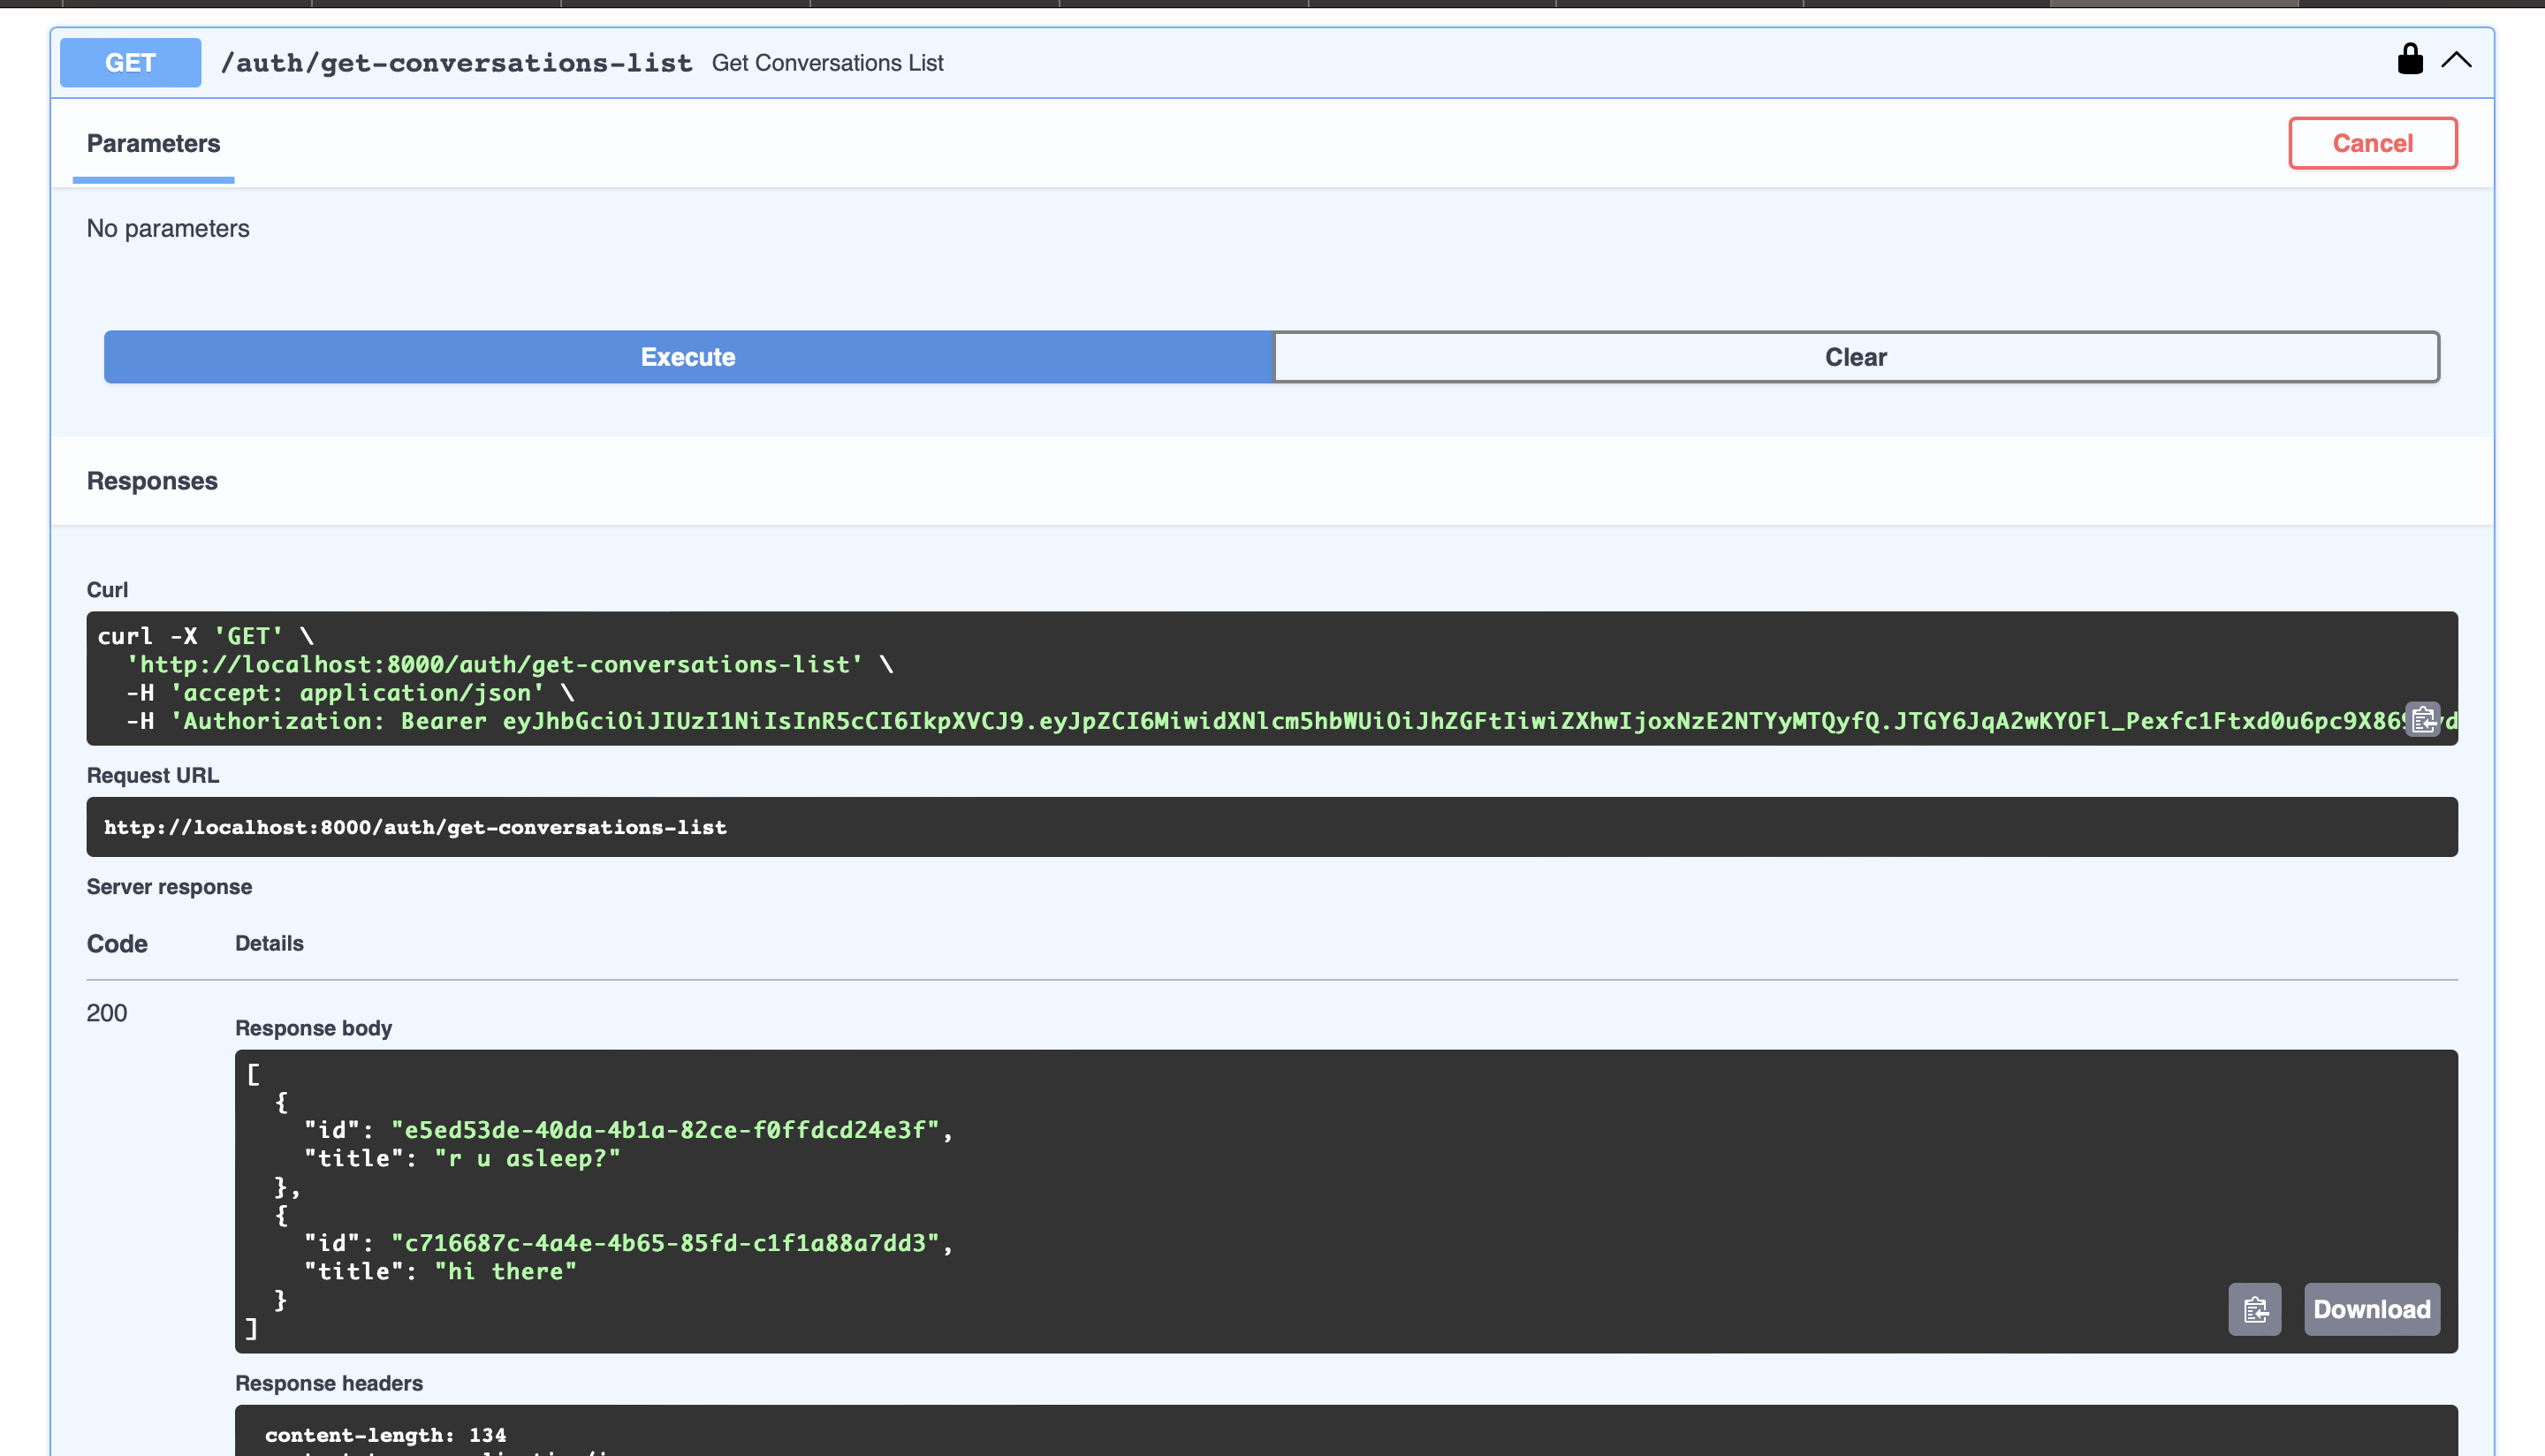 GET /auth/get-conversations-list Get Conversations List
Parameters
Cancel
No parameters
Execute
Clear
Responses
Curl
curl -X 'GET' \
'http://localhost:8000/auth/get-conversations-list' \
-H 'accept: application/json' \
-H 'Authorization: Bearer eyJhbGciOiJIUzI1NiIsInR5cCI6IkpXVCJ9.eyJpZCI6MiwidXNlcm5hbWUiOiJhZGFtIiwiZXhwIjoxNzE2NTYyMTQyfQ.JTGY6JqA2wKYOFl_Pexfc1Ftxd0u6pc9X86
Request URL
http://localhost:8000/auth/get-conversations-list
Server response
Code Details
200
Response body
[
{
"id": "e5ed53de-40da-4b1a-82ce-f0ffdcd24e3f",
"title": "r u asleep?"
},
{
"id": "c716687c-4a4e-4b65-85fd-c1f1a88a7dd3",
"title": "hi there"
}
]
Download
Response headers
content-length: 134